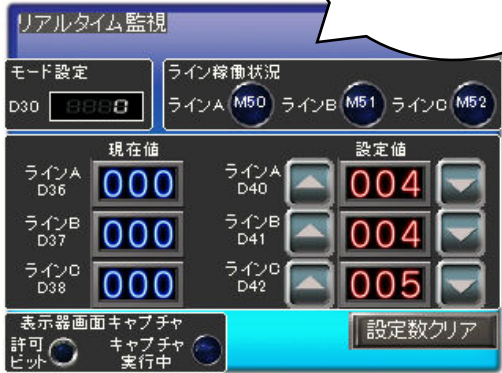 リアルタイム監視
モード設定
D30 0
ライン稼働状況
ラインA M50 ラインB M51 ラインC M52
現在値 設定値
ラインA D36 000 ラインA D40 004
ラインB D37 000 ラインB D41 004
ラインC D38 000 ラインC D42 005
表示器画面キャプチャ
許可ビット キャプチャ実行中
設定数クリア